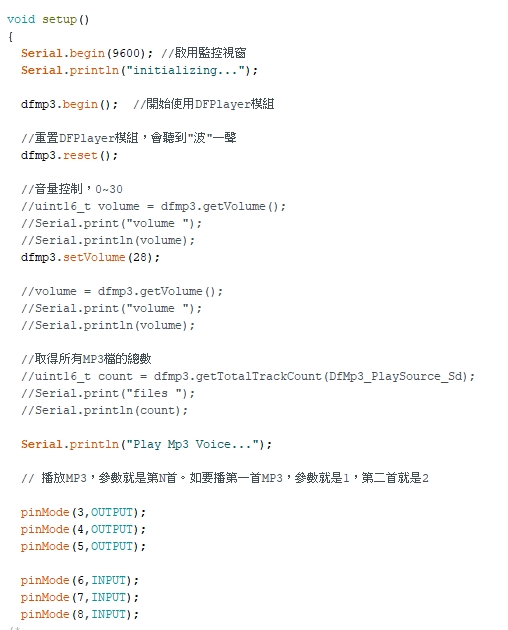 void setup()
{
  Serial.begin(9600); //啟用監控視窗
  Serial.println("initializing...");

  dfmp3.begin();  //開始使用DFPlayer模組

  //重置DFPlayer模組，會聽到"波"一聲
  dfmp3.reset();

  //音量控制，0~30
  //uint16_t volume = dfmp3.getVolume();
  //Serial.print("volume ");
  //Serial.println(volume);
  dfmp3.setVolume(28);

  //volume = dfmp3.getVolume();
  //Serial.print("volume ");
  //Serial.println(volume);

  //取得所有MP3檔的總數
  //uint16_t count = dfmp3.getTotalTrackCount(DfMp3_PlaySource_Sd);
  //Serial.print("files ");
  //Serial.println(count);

  Serial.println("Play Mp3 Voice...");

  // 播放MP3，參數就是第N首。如要播第一首MP3，參數就是1，第二首就是2

  pinMode(3,OUTPUT);
  pinMode(4,OUTPUT);
  pinMode(5,OUTPUT);

  pinMode(6,INPUT);
  pinMode(7,INPUT);
  pinMode(8,INPUT);